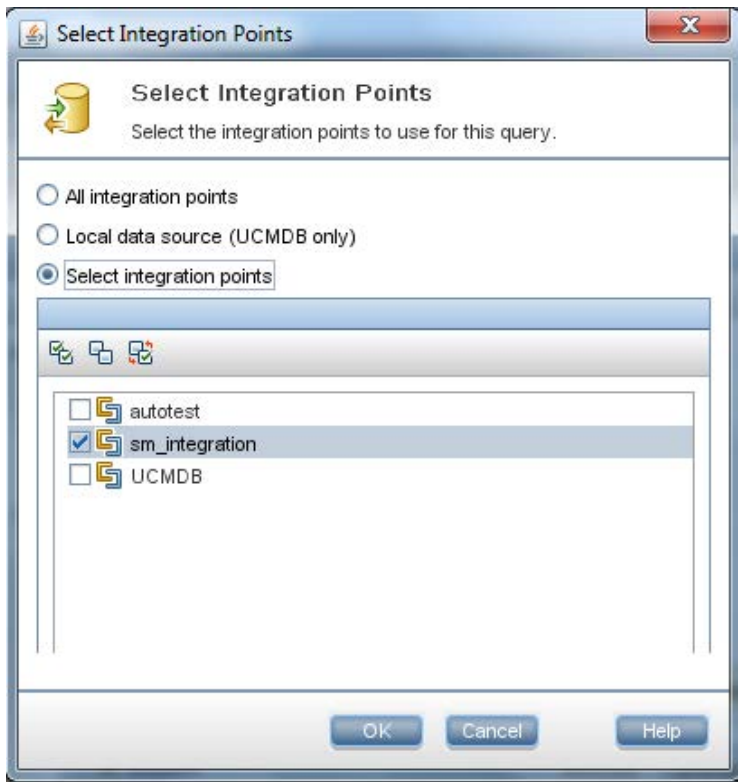 Select Integration Points
Select Integration Points
Select the integration points to use for this query.
All integration points
Local data source (UCMDB only)
Select integration points
autotest
sm_integration
UCMDB
OK Cancel Help